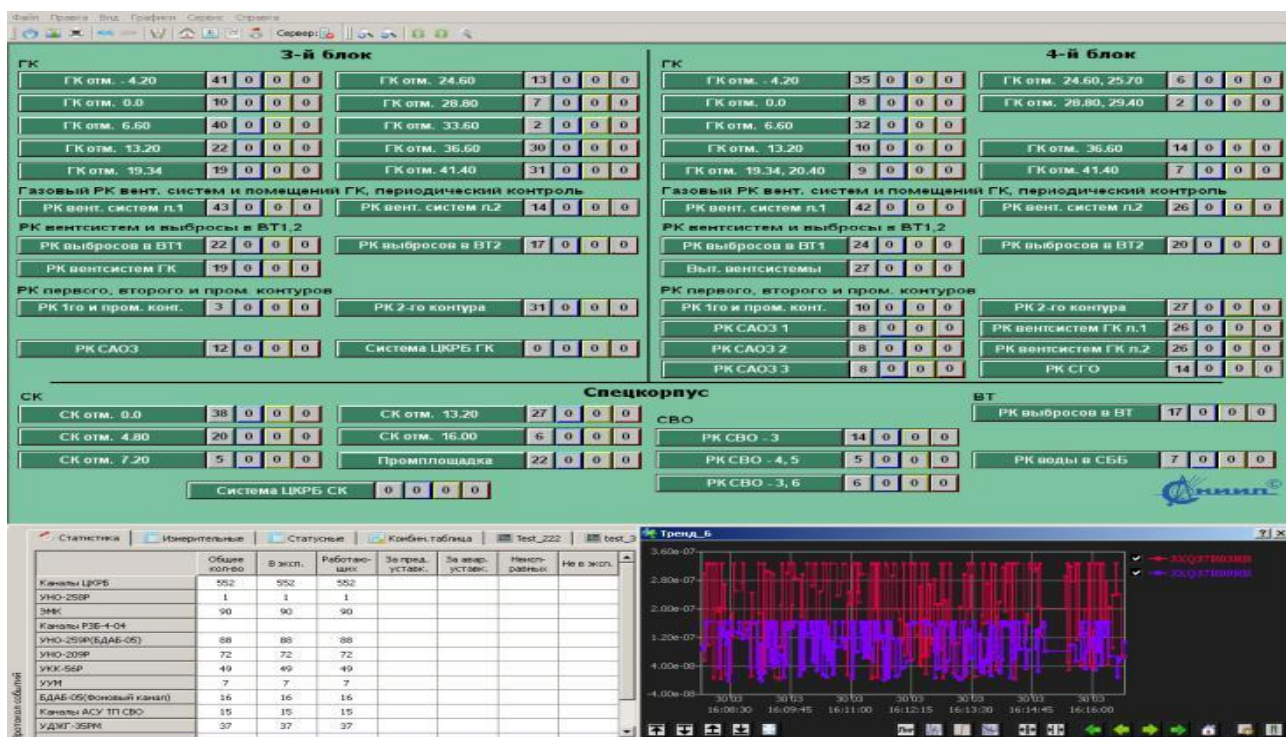 Файл Правка Вид Графики Сервис Справка
Сервер:
3-й блок
ГК
ГК отм. - 4.20 41 0 0 0 ГК отм. 24.60 13 0 0 0
ГК отм. 0.0 10 0 0 0 ГК отм. 28.80 7 0 0 0
ГК отм. 6.60 40 0 0 0 ГК отм. 33.60 2 0 0 0
ГК отм. 13.20 22 0 0 0 ГК отм. 36.60 30 0 0 0
ГК отм. 19.34 19 0 0 0 ГК отм. 41.40 31 0 0 0
Газовый РК вент. систем и помещений ГК, периодический контроль
РК вент. систем л.1 43 0 0 0 РК вент. систем л.2 14 0 0 0
РК вентсистем и выбросы в ВТ1,2
РК выбросов в ВТ1 22 0 0 0 РК выбросов в ВТ2 17 0 0 0
РК вентсистем ГК 19 0 0 0
РК первого, второго и пром. контуров
РК 1го и пром. конт. 3 0 0 0 РК 2-го контура 31 0 0 0
РК САОЗ 12 0 0 0 Система ЦКРБ ГК 0 0 0 0
4-й блок
ГК
ГК отм. - 4.20 35 0 0 0 ГК отм. 24.60, 25.70 6 0 0 0
ГК отм. 0.0 8 0 0 0 ГК отм. 28.80, 29.40 2 0 0 0
ГК отм. 6.60 32 0 0 0
ГК отм. 13.20 10 0 0 0 ГК отм. 36.60 14 0 0 0
ГК отм. 19.34, 20.40 9 0 0 0 ГК отм. 41.40 7 0 0 0
Газовый РК вент. систем и помещений ГК, периодический контроль
РК вент. систем л.1 42 0 0 0 РК вент. систем л.2 26 0 0 0
РК вентсистем и выбросы в ВТ1,2
РК выбросов в ВТ1 24 0 0 0 РК выбросов в ВТ2 20 0 0 0
Выт. вентсистемы 27 0 0 0
РК первого, второго и пром. контуров
РК 1го и пром. конт. 10 0 0 0 РК 2-го контура 27 0 0 0
РК САОЗ 1 8 0 0 0 РК вентсистем ГК л.1 26 0 0 0
РК САОЗ 2 8 0 0 0 РК вентсистем ГК л.2 26 0 0 0
РК САОЗ 3 8 0 0 0 РК СГО 14 0 0 0
Спецкорпус
СК
СК отм. 0.0 38 0 0 0 СК отм. 13.20 27 0 0 0
СК отм. 4.80 20 0 0 0 СК отм. 16.00 6 0 0 0
СК отм. 7.20 5 0 0 0 Промплощадка 22 0 0 0
Система ЦКРБ СК 0 0 0 0
СВО
РК СВО - 3 14 0 0 0
РК СВО - 4, 5 5 0 0 0
РК СВО - 3, 6 6 0 0 0
ВТ
РК выбросов в ВТ 17 0 0 0
РК воды в СББ 7 0 0 0
СНИИП©
Статистика Измерительные Статусные Комбин.таблица Test_222 test_3
Общее кол-во В эксп. Работающих За пред. уставк. За авар. уставк. Неисправных Не в эксп.
Каналы ЦКРБ 552 552 552
УНО-258Р 1 1 1
ЭМК 90 90 90
Каналы РЗБ-4-04
УНО-259Р(БДАБ-05) 88 88 88
УНО-209Р 72 72 72
УКК-56Р 49 49 49
УУМ 7 7 7
БДАБ-05(Фоновый канал) 16 16 16
Каналы АСУ ТП СВО 15 15 15
УДЖГ-35РМ 37 37 37
Протокол событий
Тренд_6
3.60e-07
2.80e-07
2.00e-07
1.20e-07
4.00e-08
-4.00e-08
30\03 30\03 30\03 30\03 30\03 30\03
16:08:30 16:09:45 16:11:00 16:12:15 16:13:30 16:14:45 16:16:00
Лог